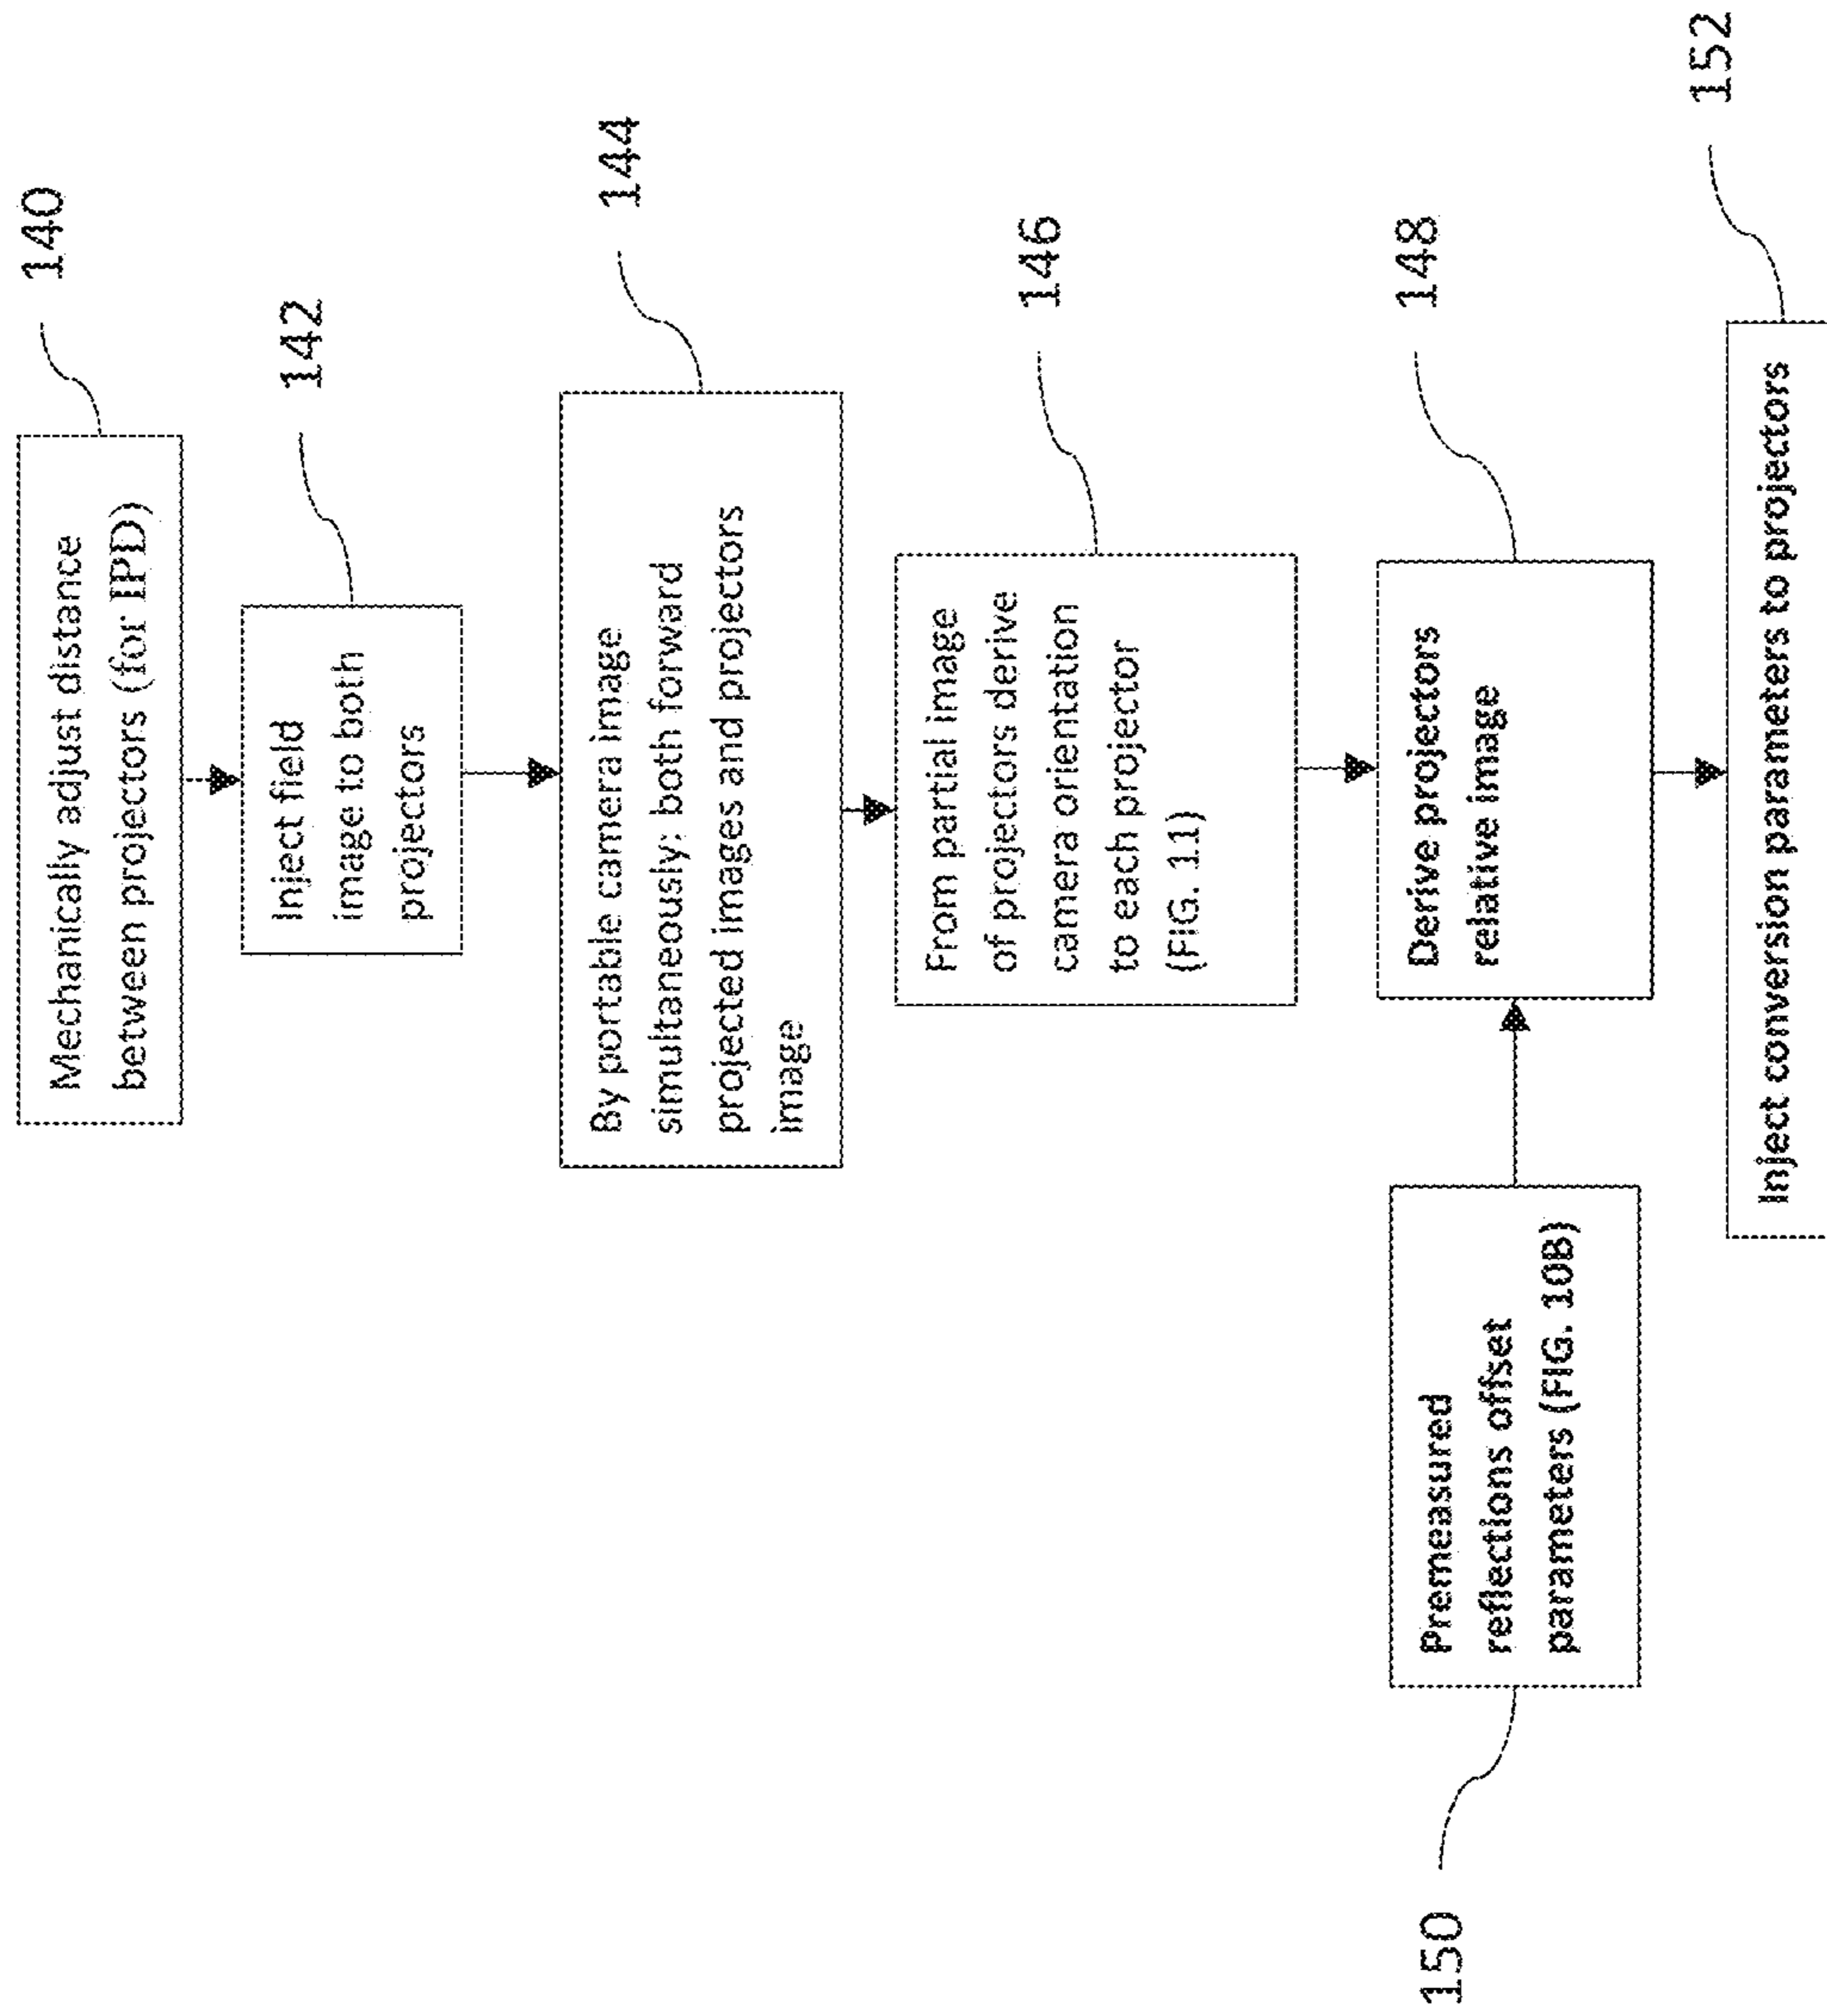 140
Mechanically adjust distance
between projectors (for IPD)
142
Inject field
image to both
projectors
144
By portable camera image
simultaneously: both forward
projected images and projectors
image
146
From partial image
of projectors derive
camera orientation
to each projector
(FIG. 11)
148
Derive projectors
relative image
150
Premeasured
reflections offset
parameters (FIG. 10B)
152
Inject conversion parameters to projectors